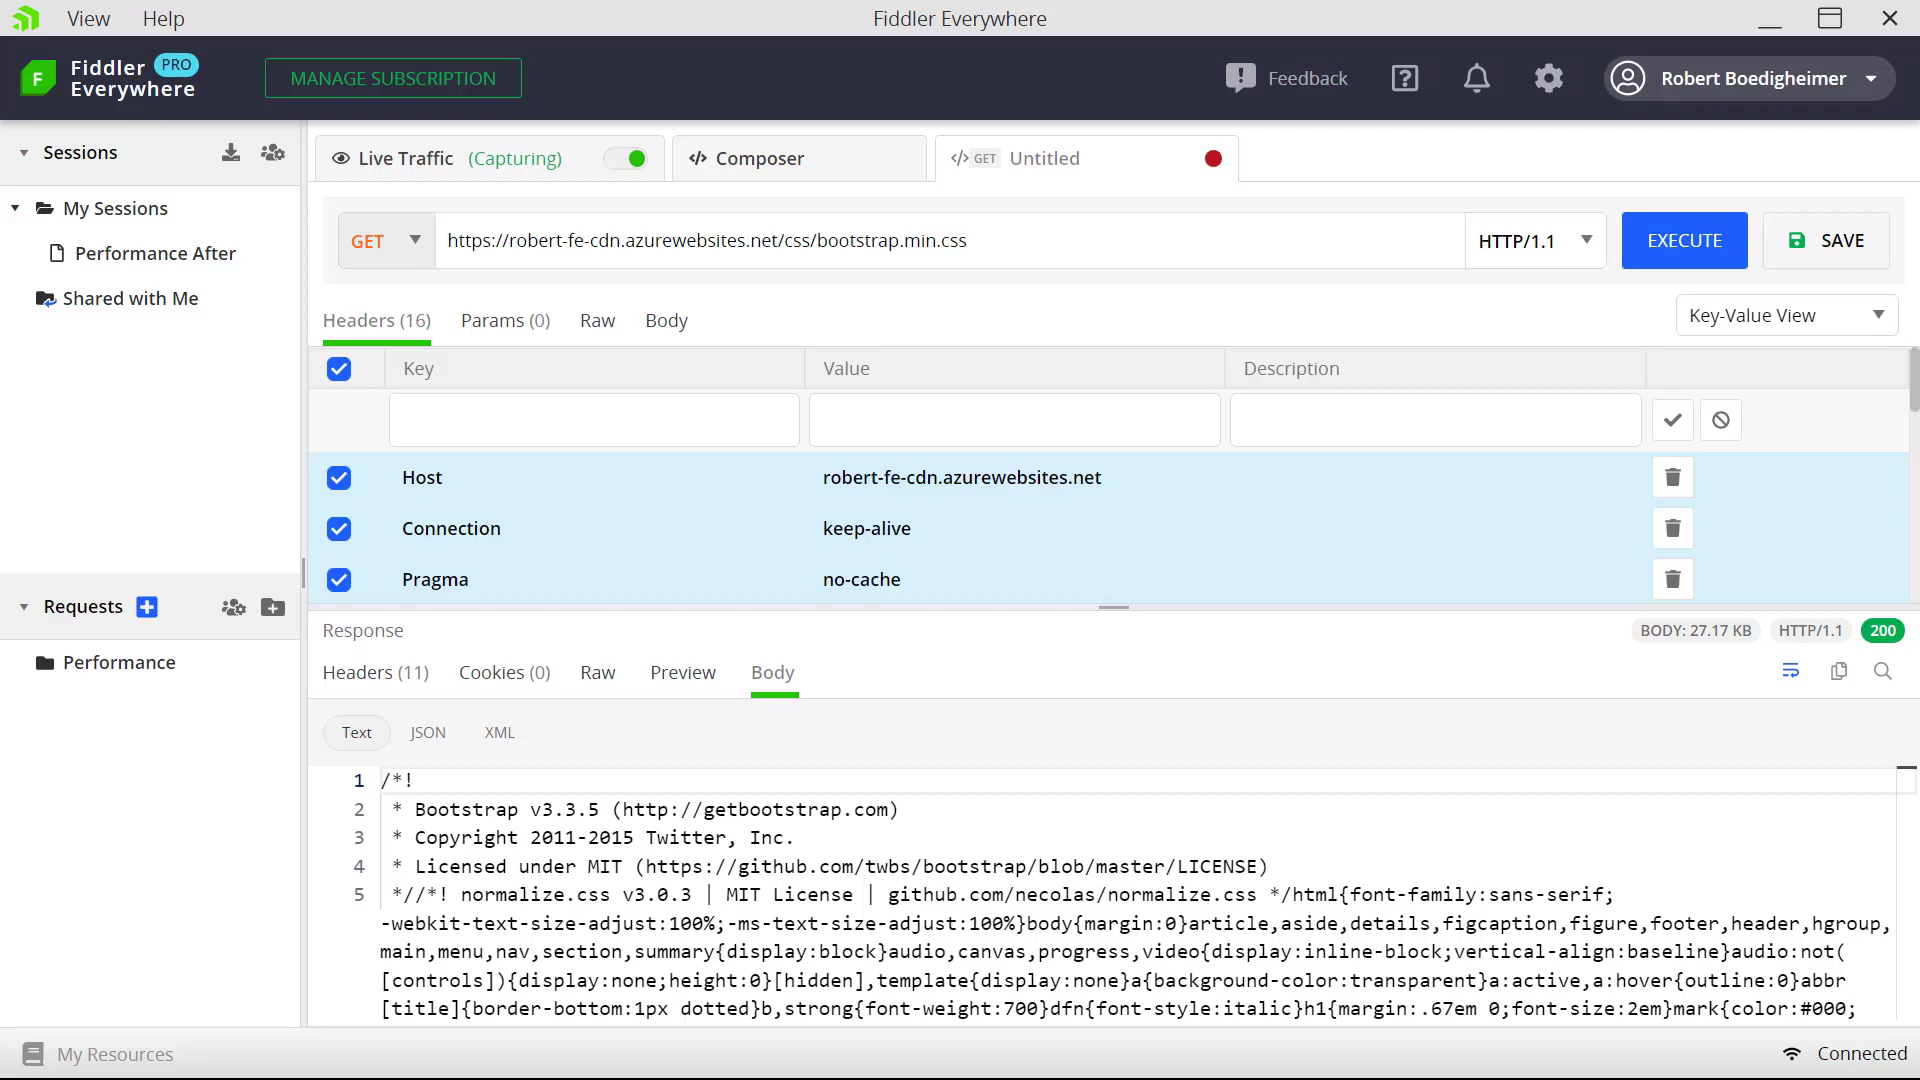 View Help Fiddler Everywhere
F Fiddler Everywhere PRO MANAGE SUBSCRIPTION Feedback Robert Boedigheimer
Sessions
My Sessions
Performance After
Shared with Me
Requests
Performance
Live Traffic (Capturing) </> Composer </> GET Untitled
GET https://robert-fe-cdn.azurewebsites.net/css/bootstrap.min.css HTTP/1.1 EXECUTE SAVE
Headers (16) Params (0) Raw Body Key-Value View
Key Value Description
Host robert-fe-cdn.azurewebsites.net
Connection keep-alive
Pragma no-cache
Response BODY: 27.17 KB HTTP/1.1 200
Headers (11) Cookies (0) Raw Preview Body
Text JSON XML
1 /*!
2 * Bootstrap v3.3.5 (http://getbootstrap.com)
3 * Copyright 2011-2015 Twitter, Inc.
4 * Licensed under MIT (https://github.com/twbs/bootstrap/blob/master/LICENSE)
5 *//*! normalize.css v3.0.3 | MIT License | github.com/necolas/normalize.css */html{font-family:sans-serif;
-webkit-text-size-adjust:100%;-ms-text-size-adjust:100%}body{margin:0}article,aside,details,figcaption,figure,footer,header,hgroup,
main,menu,nav,section,summary{display:block}audio,canvas,progress,video{display:inline-block;vertical-align:baseline}audio:not(
[controls]){display:none;height:0}[hidden],template{display:none}a{background-color:transparent}a:active,a:hover{outline:0}abbr
[title]{border-bottom:1px dotted}b,strong{font-weight:700}dfn{font-style:italic}h1{margin:.67em 0;font-size:2em}mark{color:#000;
My Resources Connected